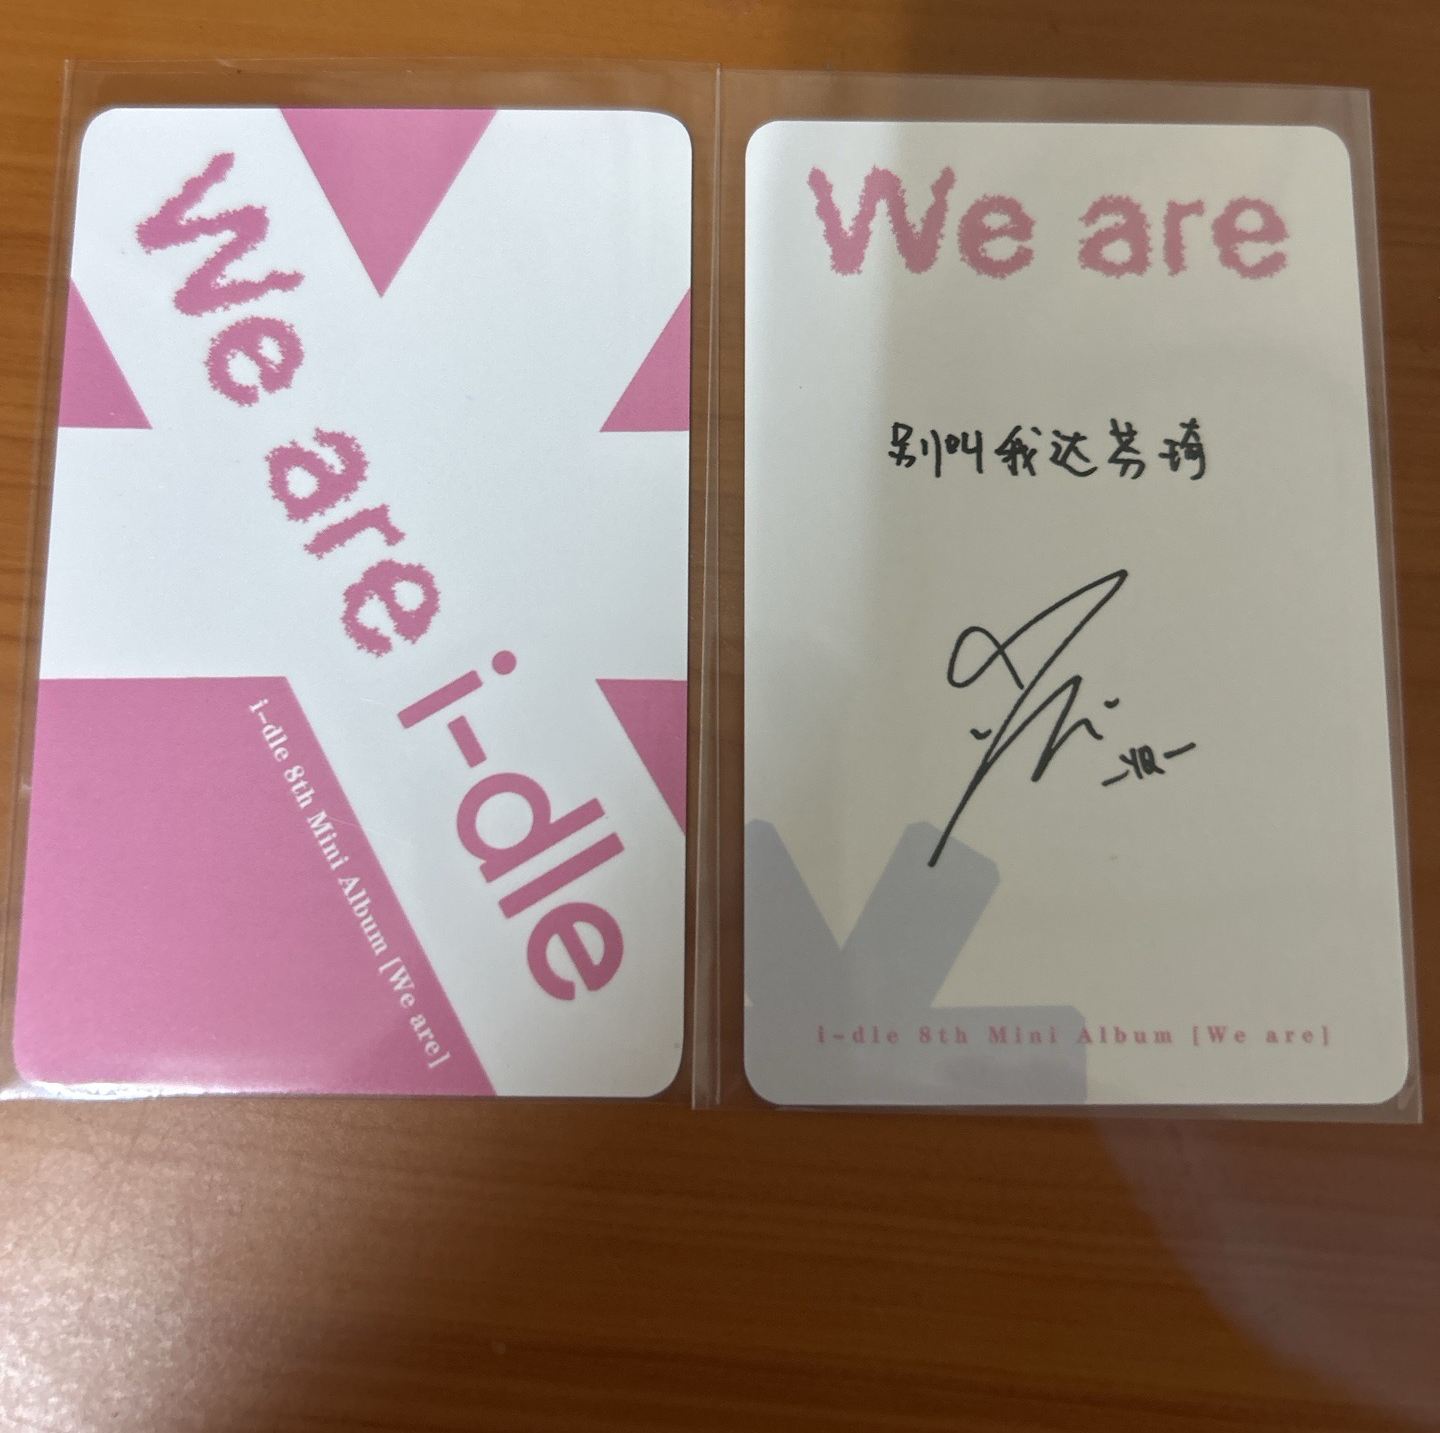 We are i-dle
i-dle 8th Mini Album [We are]
We are
别叫我达芬琦
-YQ-
i-dle 8th Mini Album [We are]